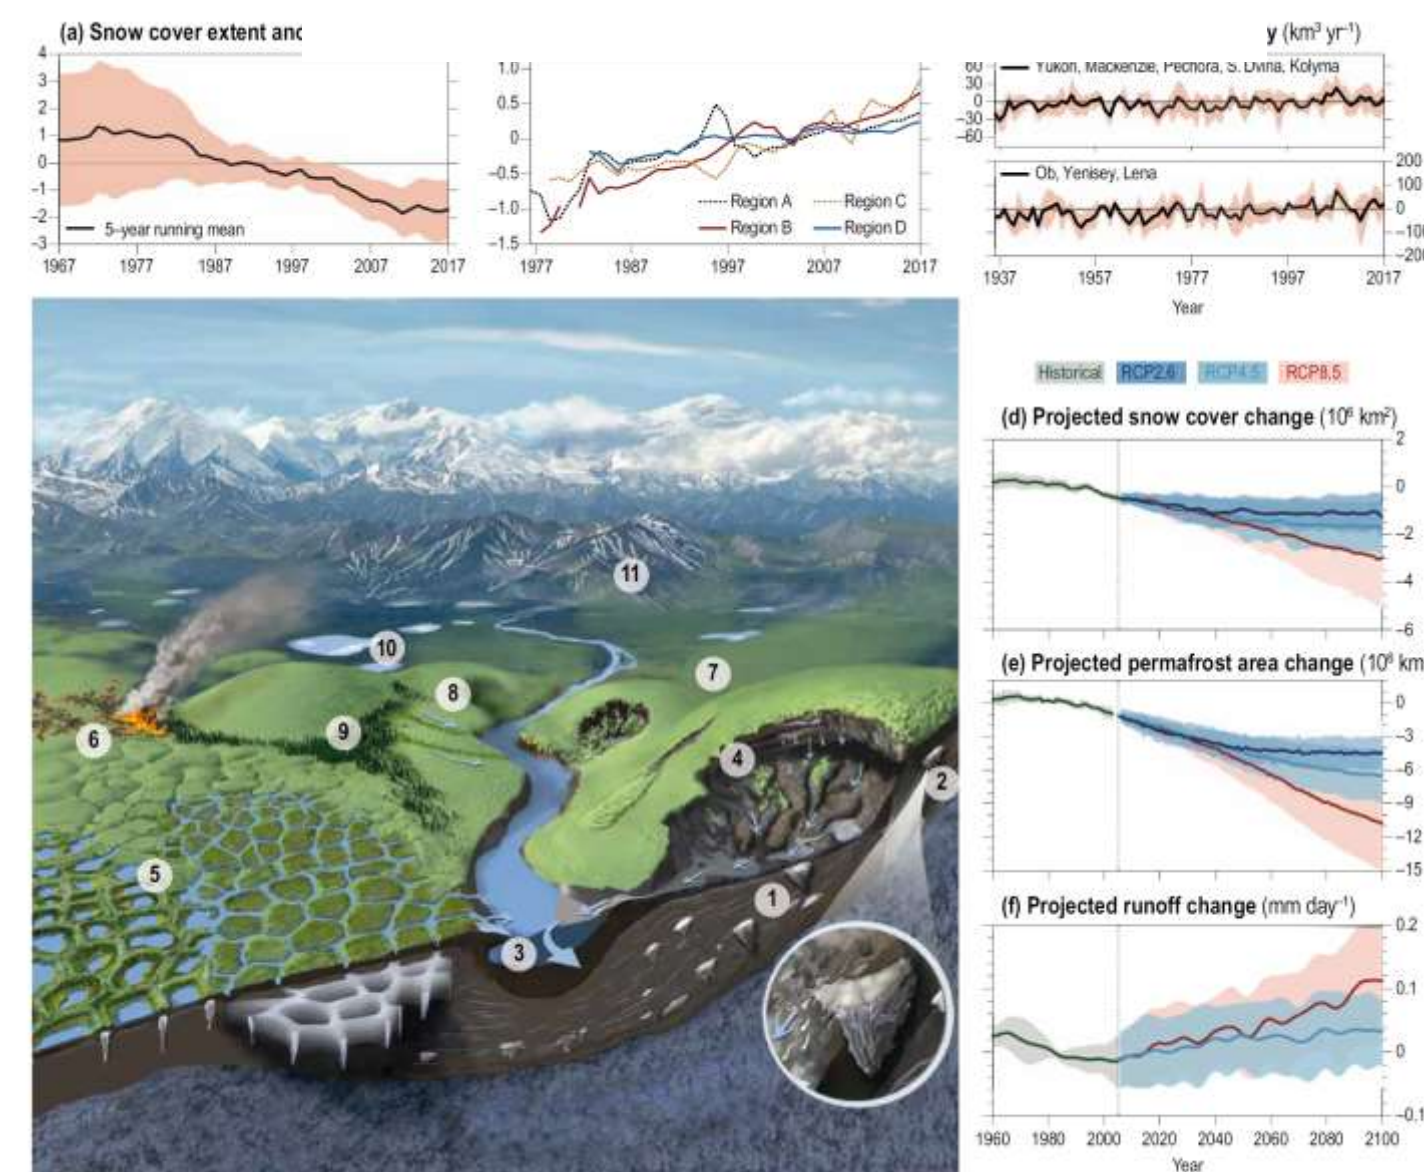 (a) Snow cover extent anc
4
3
2
1
0
−1
−2
−3
5–year running mean
1967 1977 1987 1997 2007 2017
1.0
0.5
0
−0.5
−1.0
−1.5
Region A Region C
Region B Region D
1977 1987 1997 2007 2017
y (km³ yr⁻¹)
60
30
0
−30
−60
Yukon, Mackenzie, Pechora, S. Dvina, Kolyma
Ob, Yenisey, Lena
200
100
0
−100
−200
1937 1957 1977 1997 2017
Year
Historical RCP2.6 RCP4.5 RCP8.5
(d) Projected snow cover change (10⁶ km²)
2
0
−2
−4
−6
(e) Projected permafrost area change (10⁶ km
0
−3
−6
−9
−12
−15
(f) Projected runoff change (mm day⁻¹)
0.2
0.1
0
−0.1
1960 1980 2000 2020 2040 2060 2080 2100
Year
11
10
7
8
9
6
4
2
5
1
3